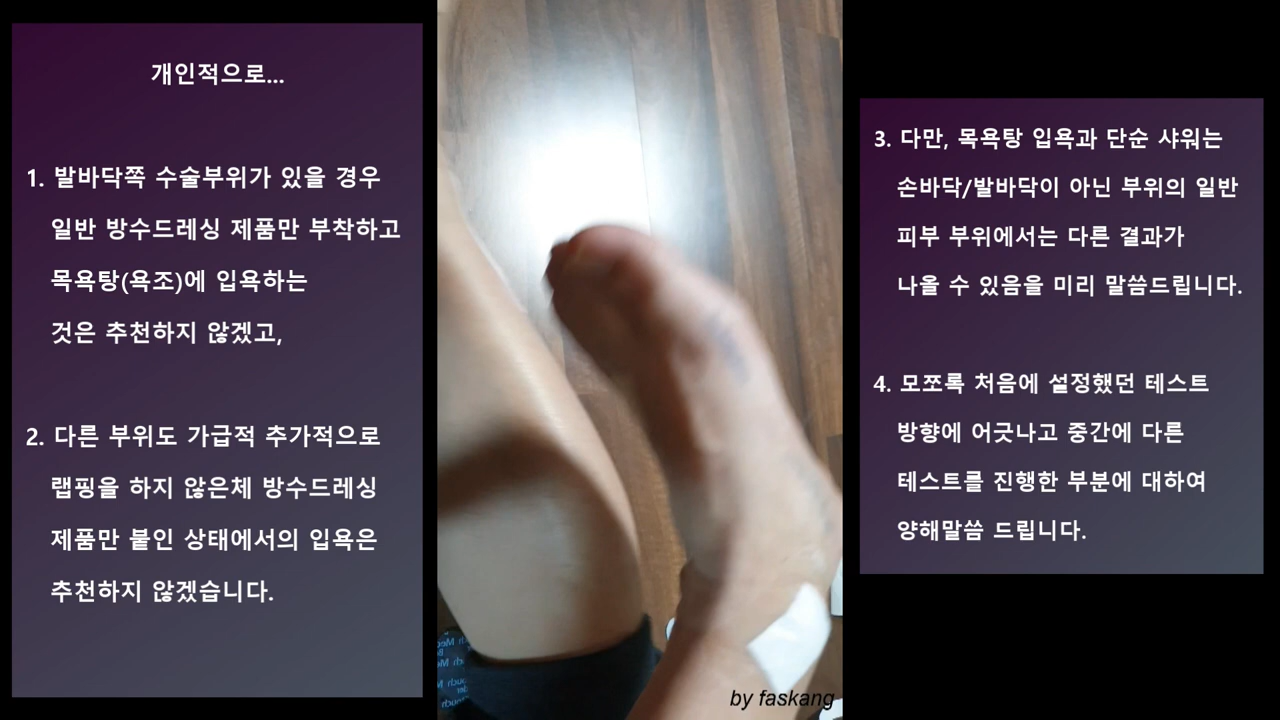 개인적으로...
1. 발바닥쪽 수술부위가 있을 경우
일반 방수드레싱 제품만 부착하고
목욕탕(욕조)에 입욕하는
것은 추천하지 않겠고,
2. 다른 부위도 가급적 추가적으로
랩핑을 하지 않은체 방수드레싱
제품만 붙인 상태에서의 입욕은
추천하지 않겠습니다.
by faskang
3. 다만, 목욕탕 입욕과 단순 샤워는
손바닥/발바닥이 아닌 부위의 일반
피부 부위에서는 다른 결과가
나올 수 있음을 미리 말씀드립니다.
4. 모쪼록 처음에 설정했던 테스트
방향에 어긋나고 중간에 다른
테스트를 진행한 부분에 대하여
양해말씀 드립니다.